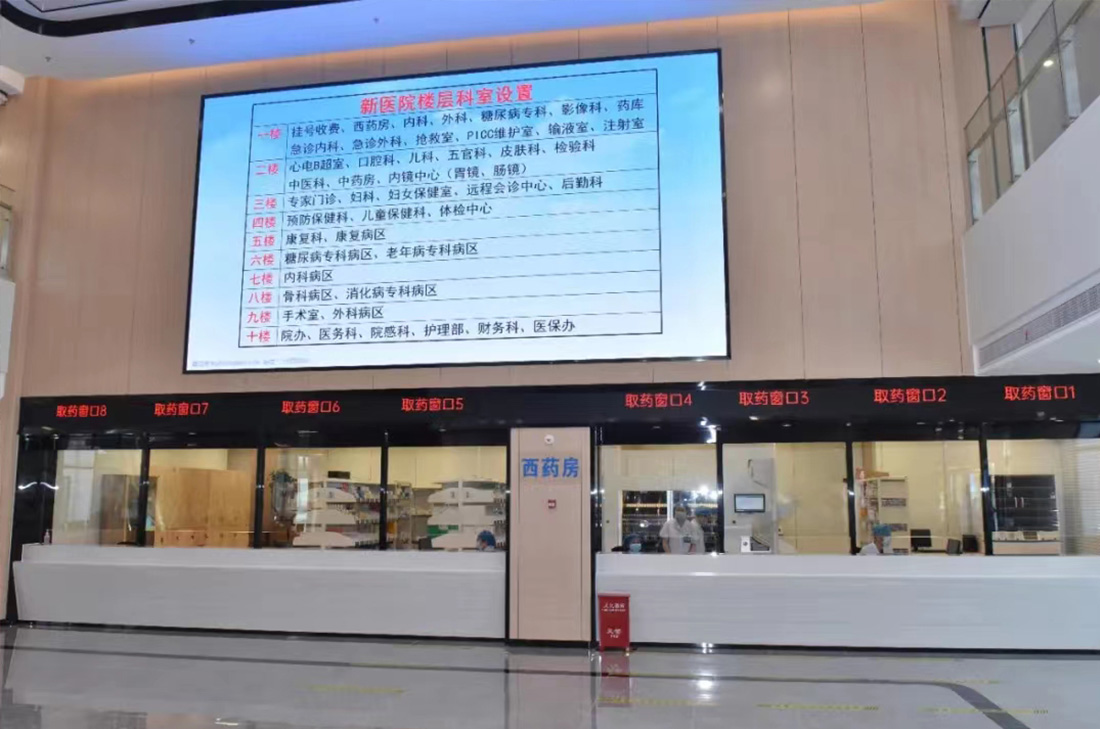 新医院楼层科室设置
一楼 挂号收费、西药房、内科、外科、糖尿病专科、影像科、药库
急诊内科、急诊外科、抢救室、PICC维护室、输液室、注射室
二楼 心电B超室、口腔科、儿科、五官科、皮肤科、检验科
中医科、中药房、内镜中心（胃镜、肠镜）
三楼 专家门诊、妇科、妇女保健室、远程会诊中心、后勤科
四楼 预防保健科、儿童保健科、体检中心
五楼 康复科、康复病区
六楼 糖尿病专科病区、老年病专科病区
七楼 内科病区
八楼 骨科病区、消化病专科病区
九楼 手术室、外科病区
十楼 院办、医务科、院感科、护理部、财务科、医保办
取药窗口8 取药窗口7 取药窗口6 取药窗口5 取药窗口4 取药窗口3 取药窗口2 取药窗口1
西药房